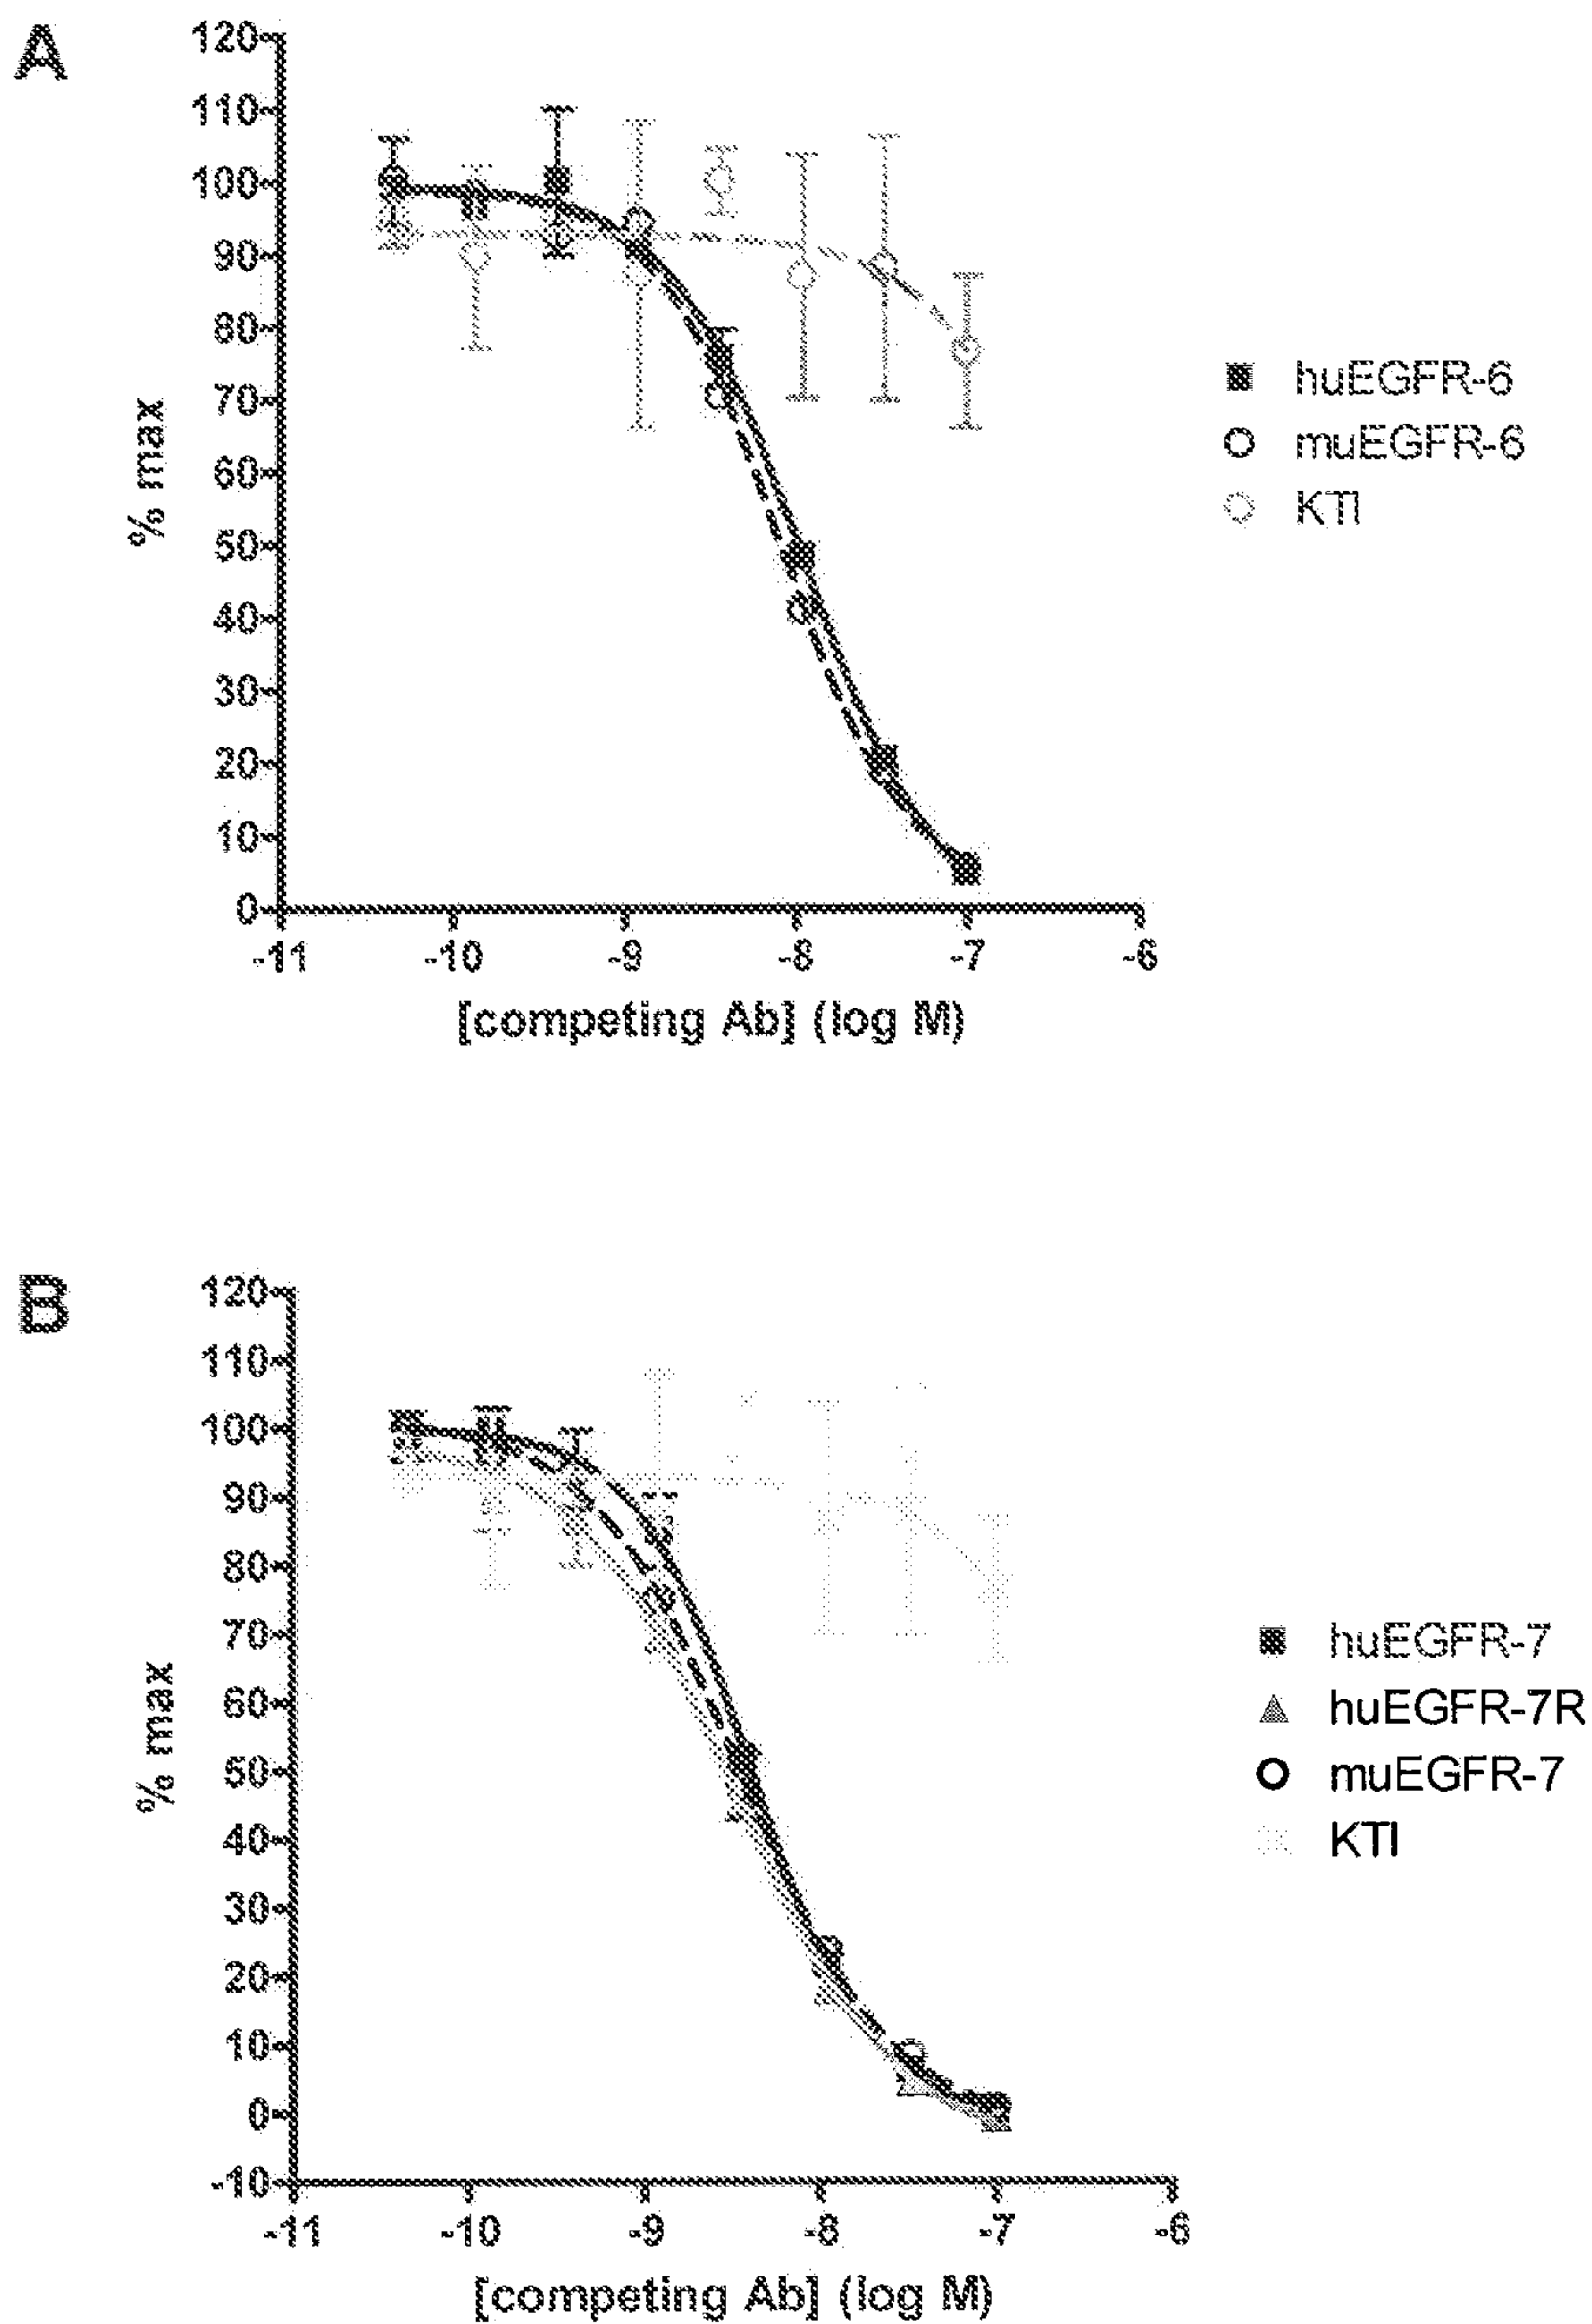 A
120
110
100
90
80
70
60
50
40
30
20
10
0
% max
-11 -10 -9 -8 -7 -6
[competing Ab] (log M)
huEGFR-6
muEGFR-6
KTI
B
120
110
100
90
80
70
60
50
40
30
20
10
0
-10
% max
-11 -10 -9 -8 -7 -6
[competing Ab] (log M)
huEGFR-7
huEGFR-7R
muEGFR-7
KTI